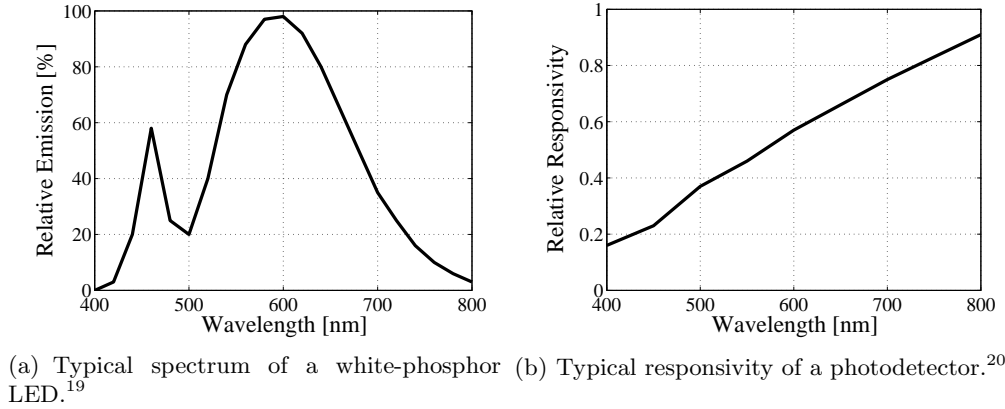 100
80
60
40
20
0
Relative Emission [%]
400 500 600 700 800
Wavelength [nm]
(a) Typical spectrum of a white-phosphor
LED.19
1
0.8
0.6
0.4
0.2
0
Relative Responsivity
400 500 600 700 800
Wavelength [nm]
(b) Typical responsivity of a photodetector.20